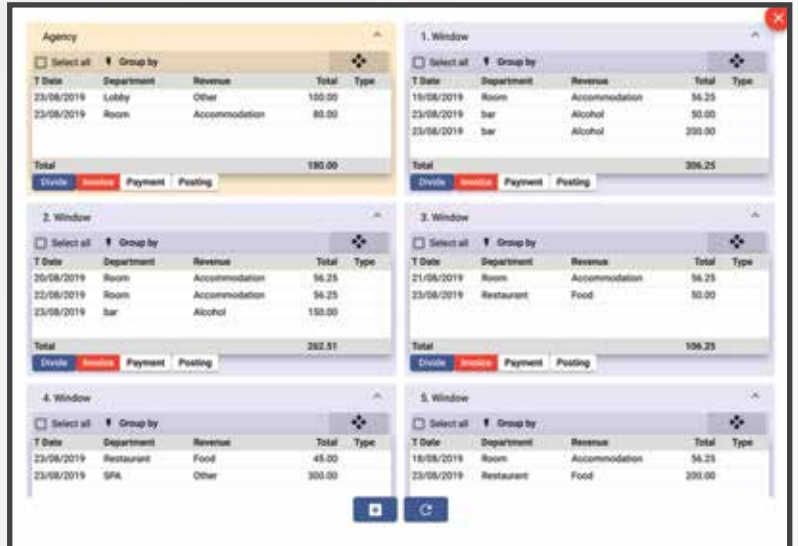 Agency
Select all Group by
T Date Department Revenue Total Type
23/08/2019 Lobby Other 100.00
23/08/2019 Room Accommodation 80.00
Total 180.00
Divide Invoice Payment Posting
1. Window
Select all Group by
T Date Department Revenue Total Type
19/08/2019 Room Accommodation 56.25
23/08/2019 bar Alcohol 50.00
23/08/2019 bar Alcohol 200.00
Total 306.25
Divide Invoice Payment Posting
2. Window
Select all Group by
T Date Department Revenue Total Type
20/08/2019 Room Accommodation 56.25
22/08/2019 Room Accommodation 56.25
23/08/2019 bar Alcohol 150.00
Total 262.51
Divide Invoice Payment Posting
3. Window
Select all Group by
T Date Department Revenue Total Type
21/08/2019 Room Accommodation 56.25
23/08/2019 Restaurant Food 50.00
Total 106.25
Divide Invoice Payment Posting
4. Window
Select all Group by
T Date Department Revenue Total Type
23/08/2019 Restaurant Food 45.00
23/08/2019 SPA Other 300.00
5. Window
Select all Group by
T Date Department Revenue Total Type
18/08/2019 Room Accommodation 56.25
23/08/2019 Restaurant Food 200.00